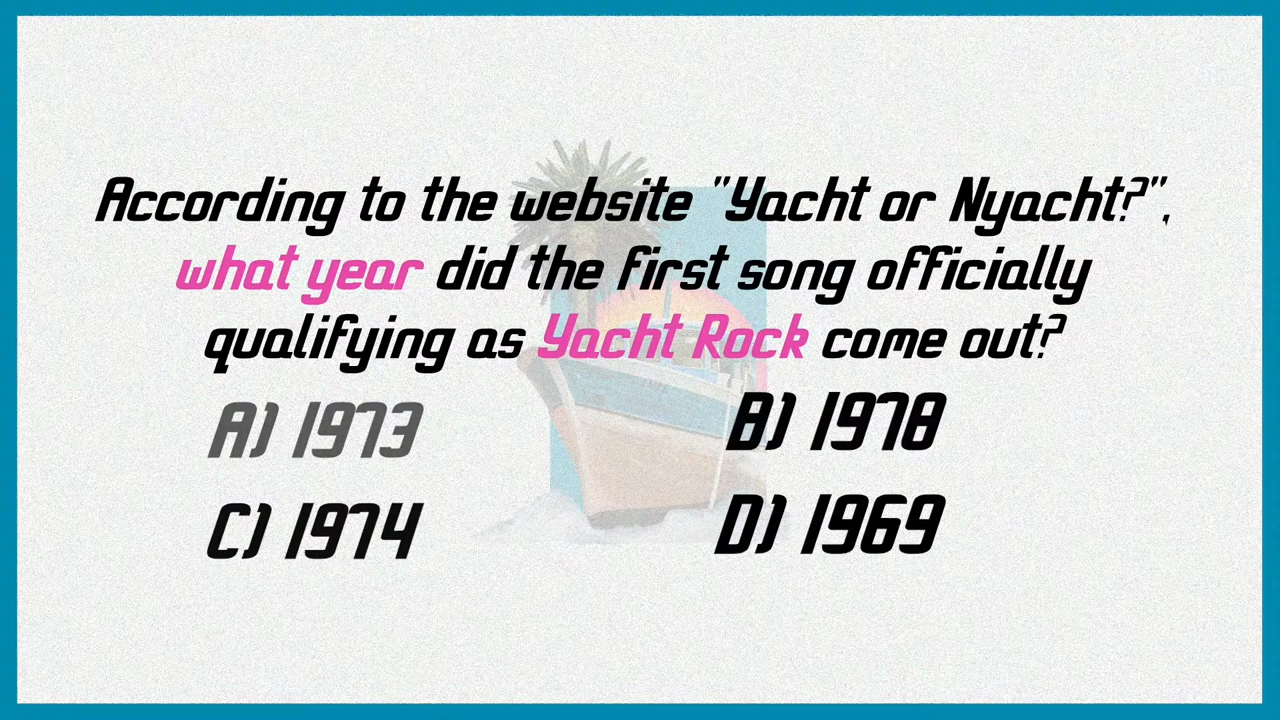 According to the website "Yacht or Nyacht?",
what year did the first song officially
qualifying as Yacht Rock come out?
A) 1973
B) 1978
C) 1974
D) 1969